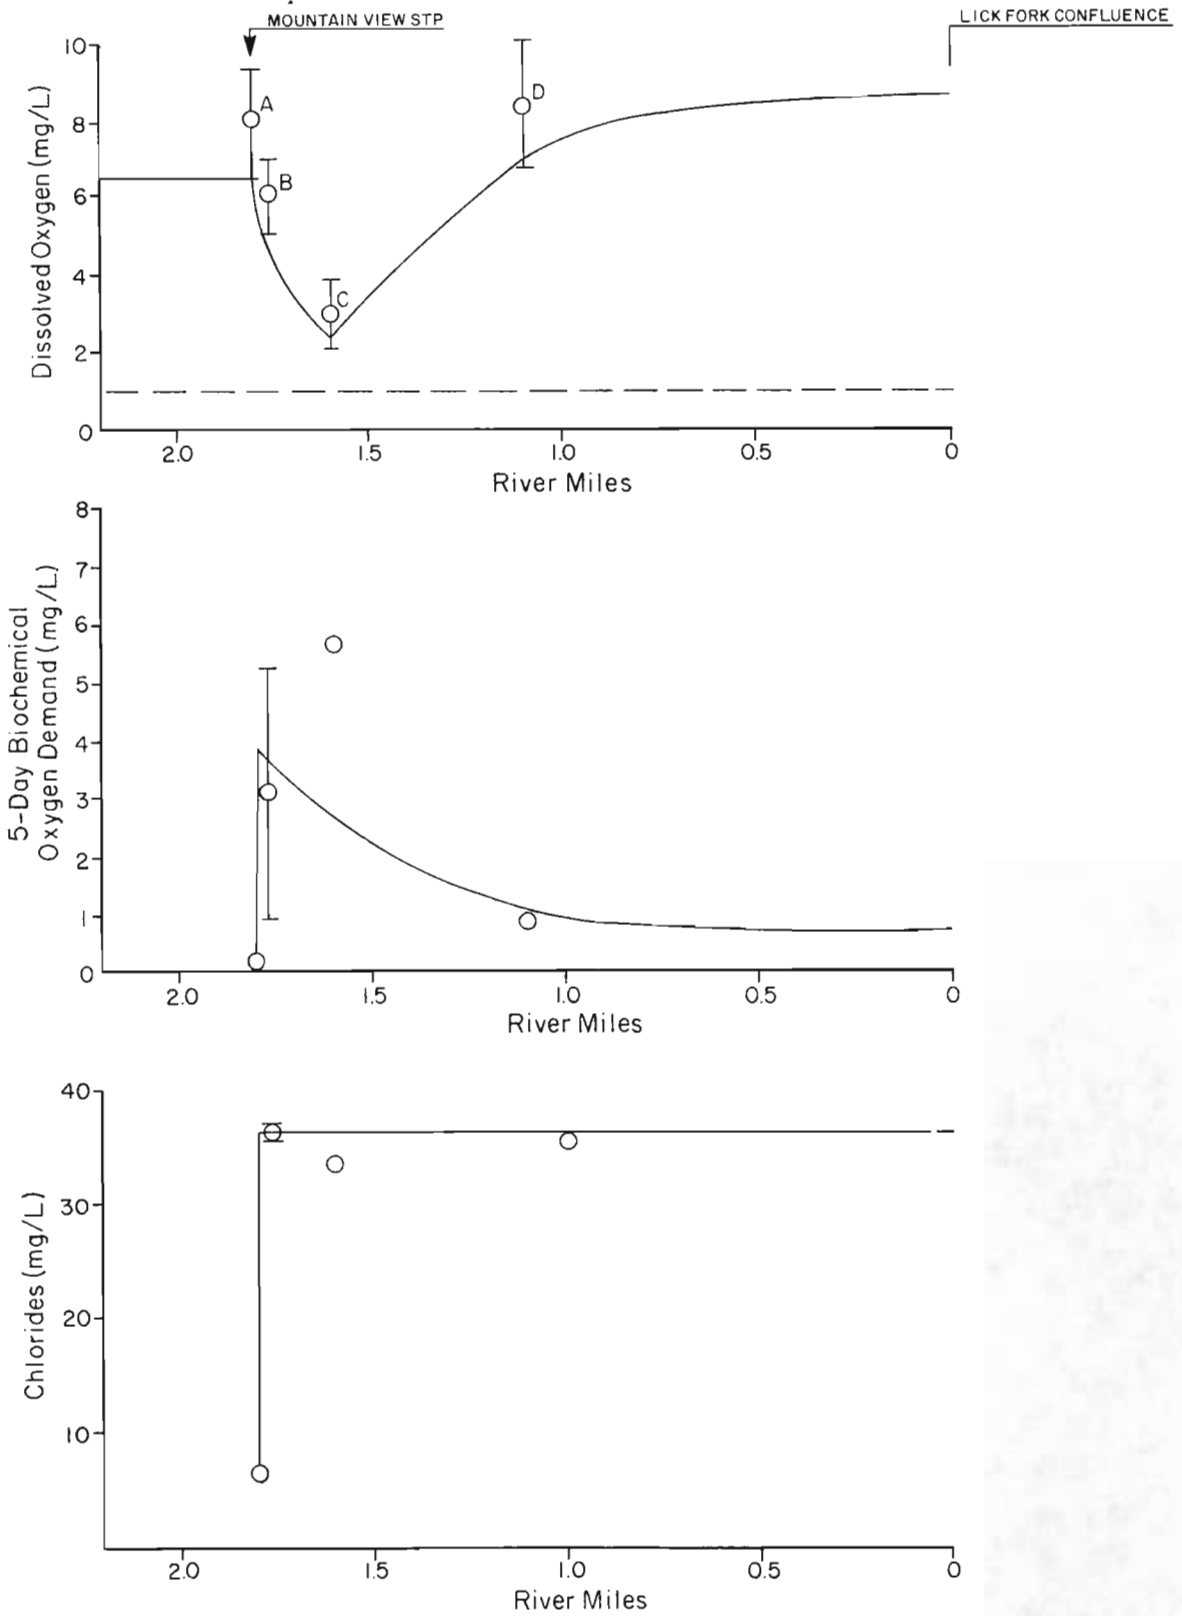 MOUNTAIN VIEW STP
LICK FORK CONFLUENCE
Dissolved Oxygen (mg/L)
10
8
6
4
2
0
A
B
C
D
2.0 1.5 1.0 0.5 0
River Miles
5-Day Biochemical
Oxygen Demand (mg/L)
8
7
6
5
4
3
2
1
0
2.0 1.5 1.0 0.5 0
River Miles
Chlorides (mg/L)
40
30
20
10
2.0 1.5 1.0 0.5 0
River Miles